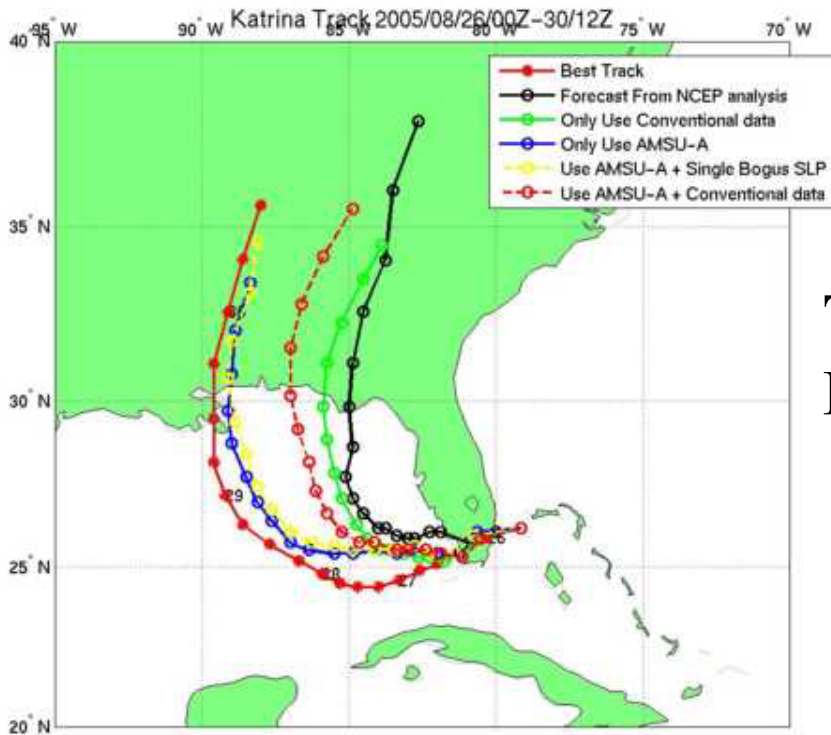 Katrina Track 2005/08/26/00Z-30/12Z
-95° W
90° W
85° W
80° W
-75° W
70° W
40° N
35° N
30° N
25° N
20° N
Best Track
Forecast From NCEP analysis
Only Use Conventional data
Only Use AMSU-A
Use AMSU-A + Single Bogus SLP
Use AMSU-A + Conventional data
29
28
27
26